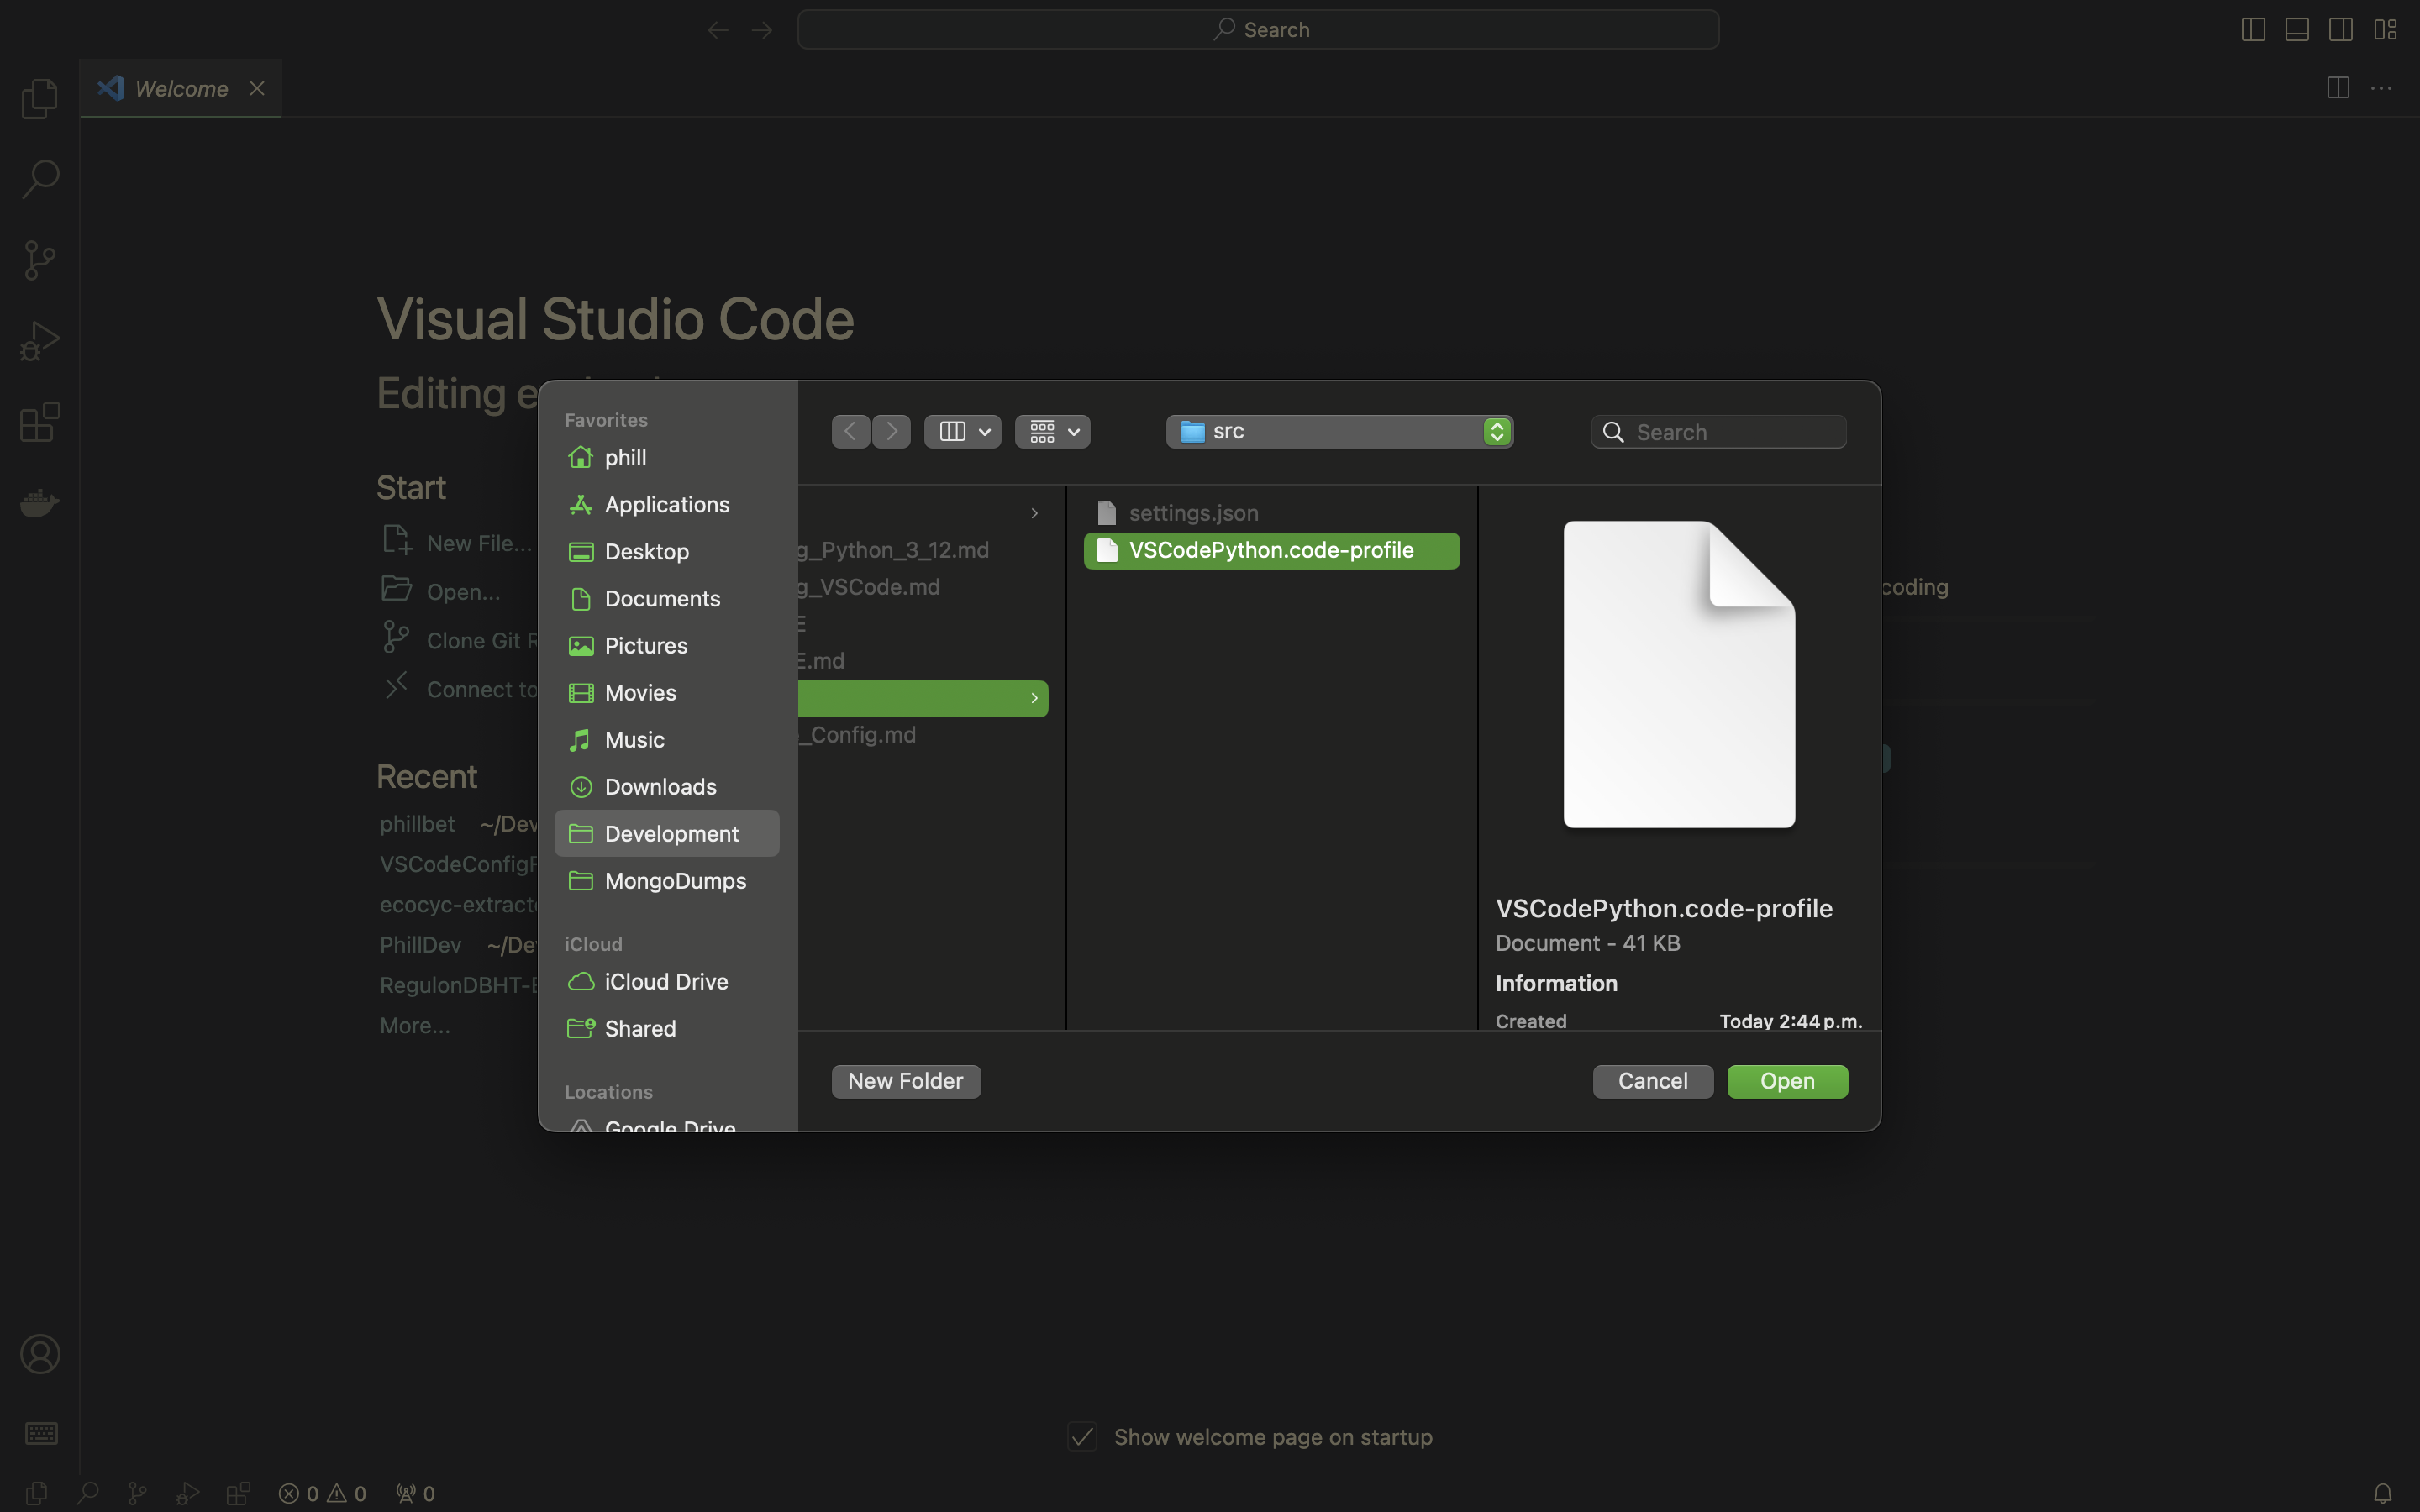 Search
Welcome
Visual Studio Code
Editing
Start
New File...
Open...
Clone Git
Connect to
Recent
phillbet ~/Dev
VSCodeConfig
ecocyc-extract
PhillDev ~/De
RegulonDBHT-
More...
Favorites
phill
Applications
Desktop
Documents
Pictures
Movies
Music
Downloads
Development
MongoDumps
iCloud
iCloud Drive
Shared
Locations
Google Drive
src
Search
g_Python_3_12.md
g_VSCode.md
E
E.md
_Config.md
settings.json
VSCodePython.code-profile
VSCodePython.code-profile
Document - 41 KB
Information
Created Today 2:44 p.m.
New Folder
Cancel
Open
coding
Show welcome page on startup
0 0 0